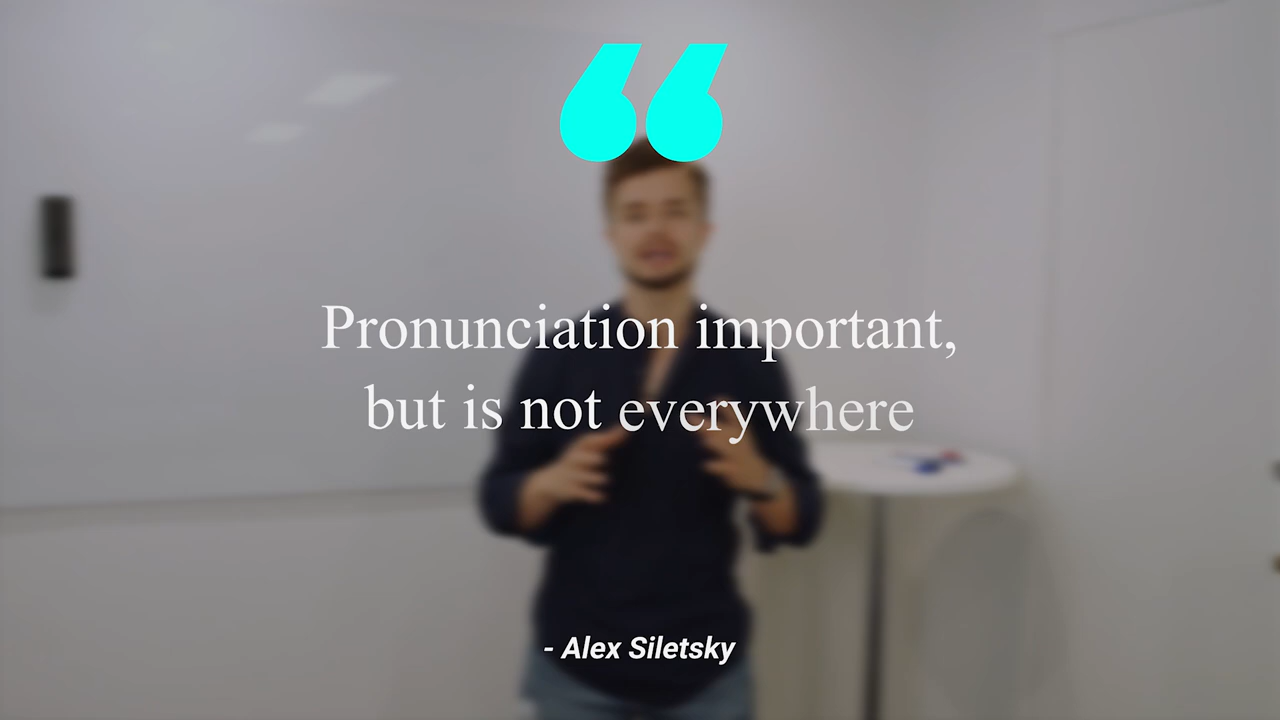 “
Pronunciation important,
but is not everywhere
- Alex Siletsky